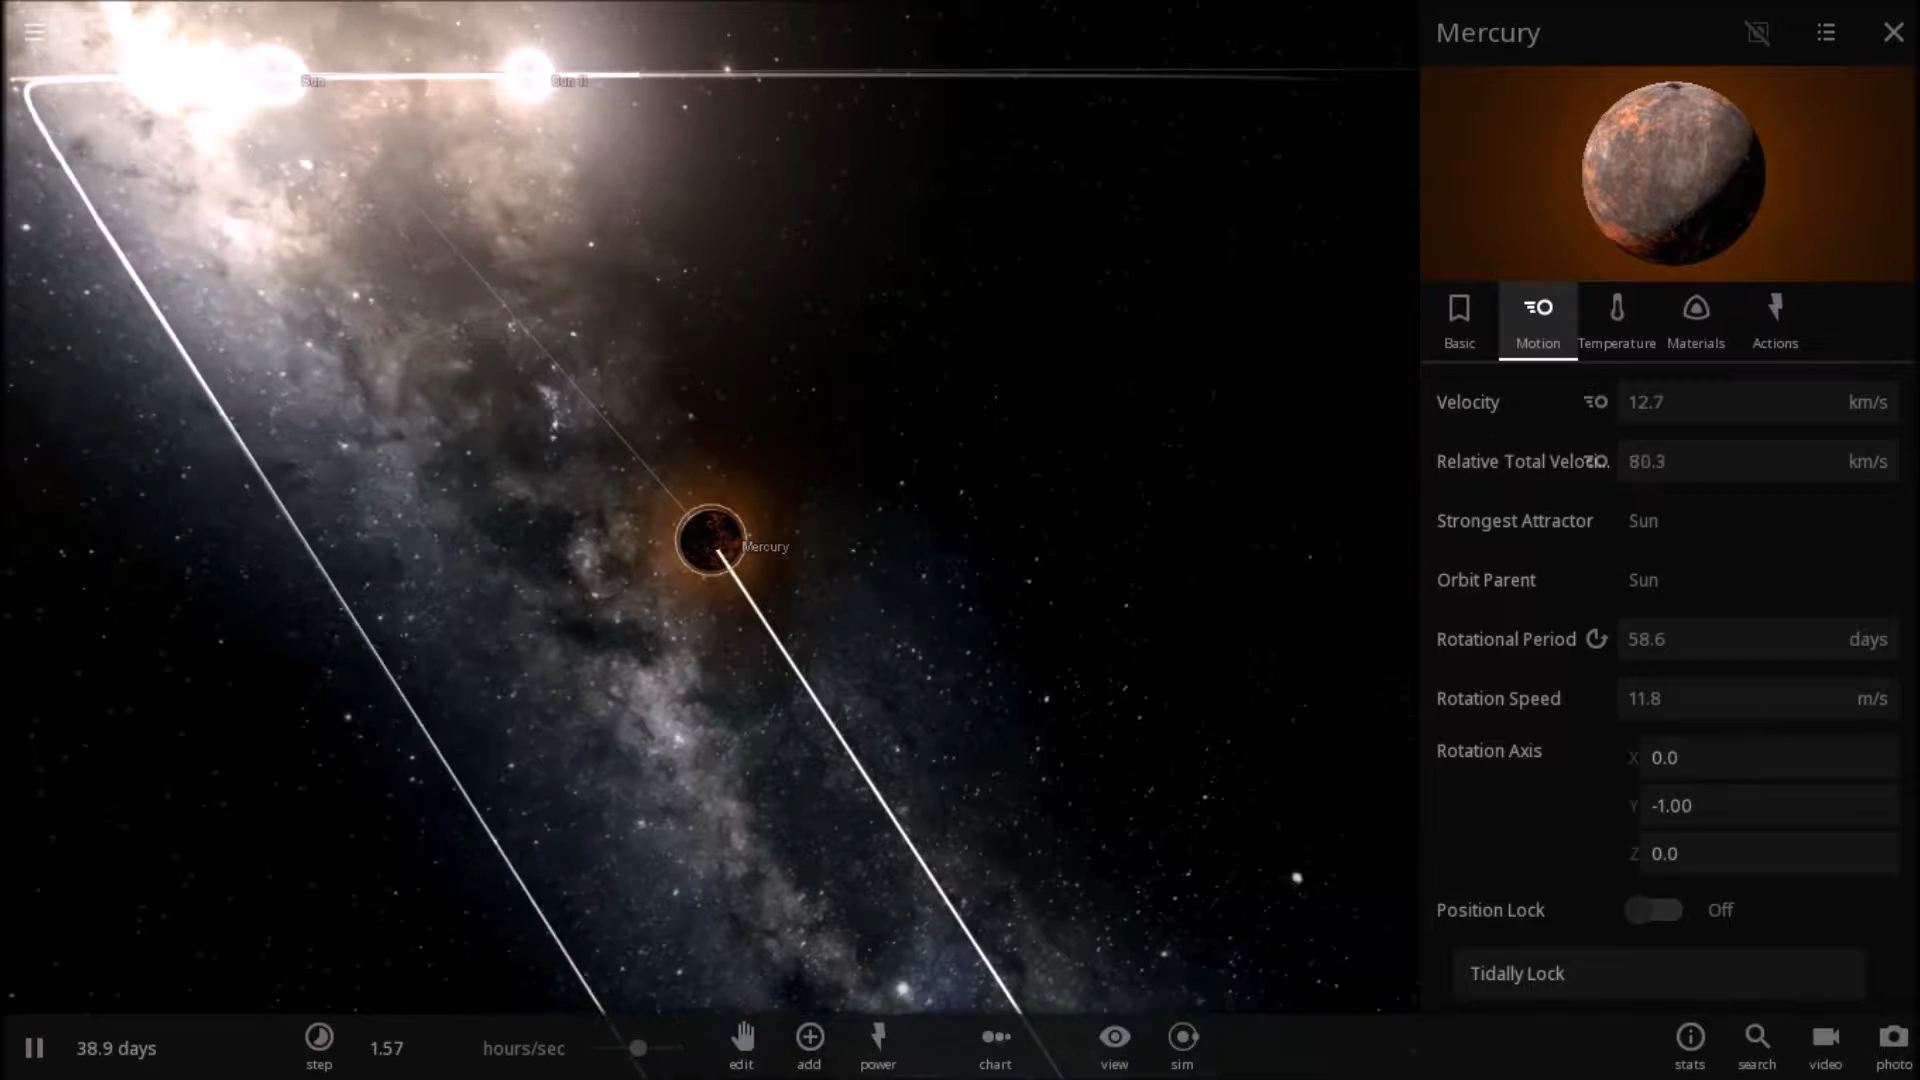 Mercury
Sun
Sun II
Basic
Motion
Temperature
Materials
Actions
Velocity 12.7 km/s
Relative Total Veloci... 80.3 km/s
Strongest Attractor Sun
Mercury
Orbit Parent Sun
Rotational Period 58.6 days
Rotation Speed 11.8 m/s
Rotation Axis X 0.0
Y -1.00
Z 0.0
Position Lock Off
Tidally Lock
38.9 days
step
1.57 hours/sec
edit
add
power
chart
view
sim
stats
search
video
photo